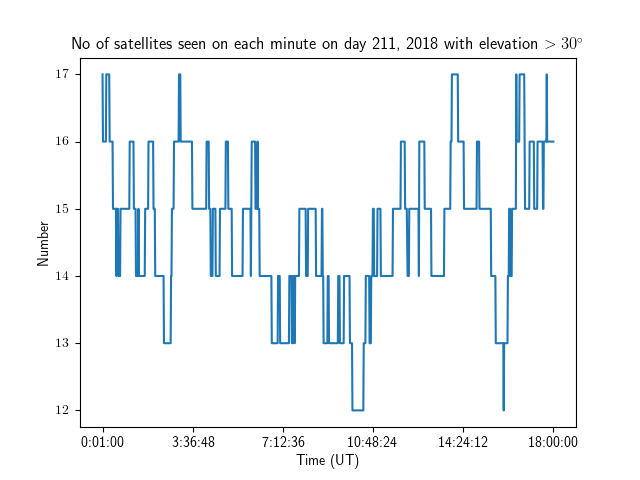 No of satellites seen on each minute on day 211, 2018 with elevation > 30°
17
16
15
14
13
12
Number
0:01:00 3:36:48 7:12:36 10:48:24 14:24:12 18:00:00
Time (UT)